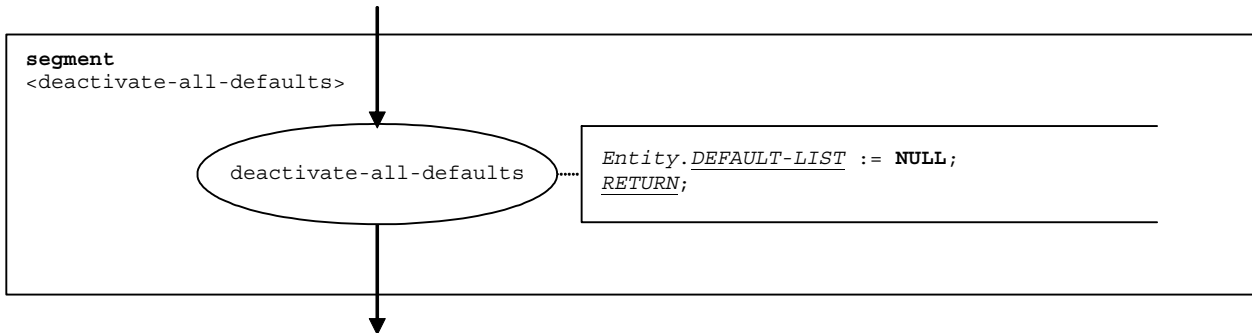 segment
<deactivate-all-defaults>
deactivate-all-defaults
Entity.DEFAULT-LIST := NULL;
RETURN;